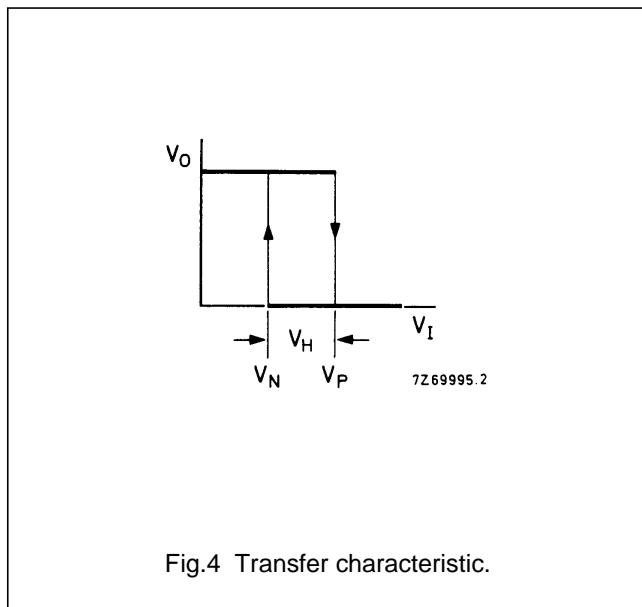 VO
VI
VH
VN VP
7Z69995.2
Fig.4 Transfer characteristic.